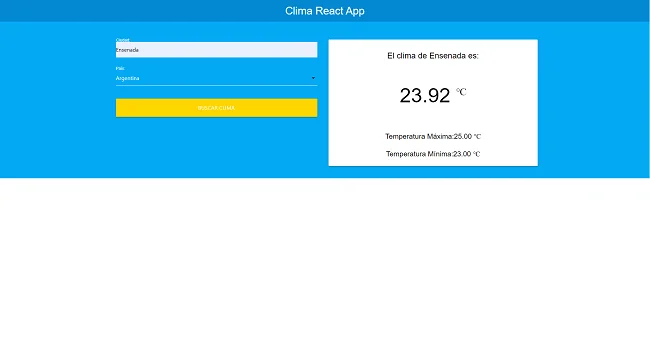 Clima React App
Ciudad
Ensenada
País
Argentina
BUSCAR CLIMA
El clima de Ensenada es:
23.92 ℃
Temperatura Máxima:25.00 ℃
Temperatura Mínima:23.00 ℃